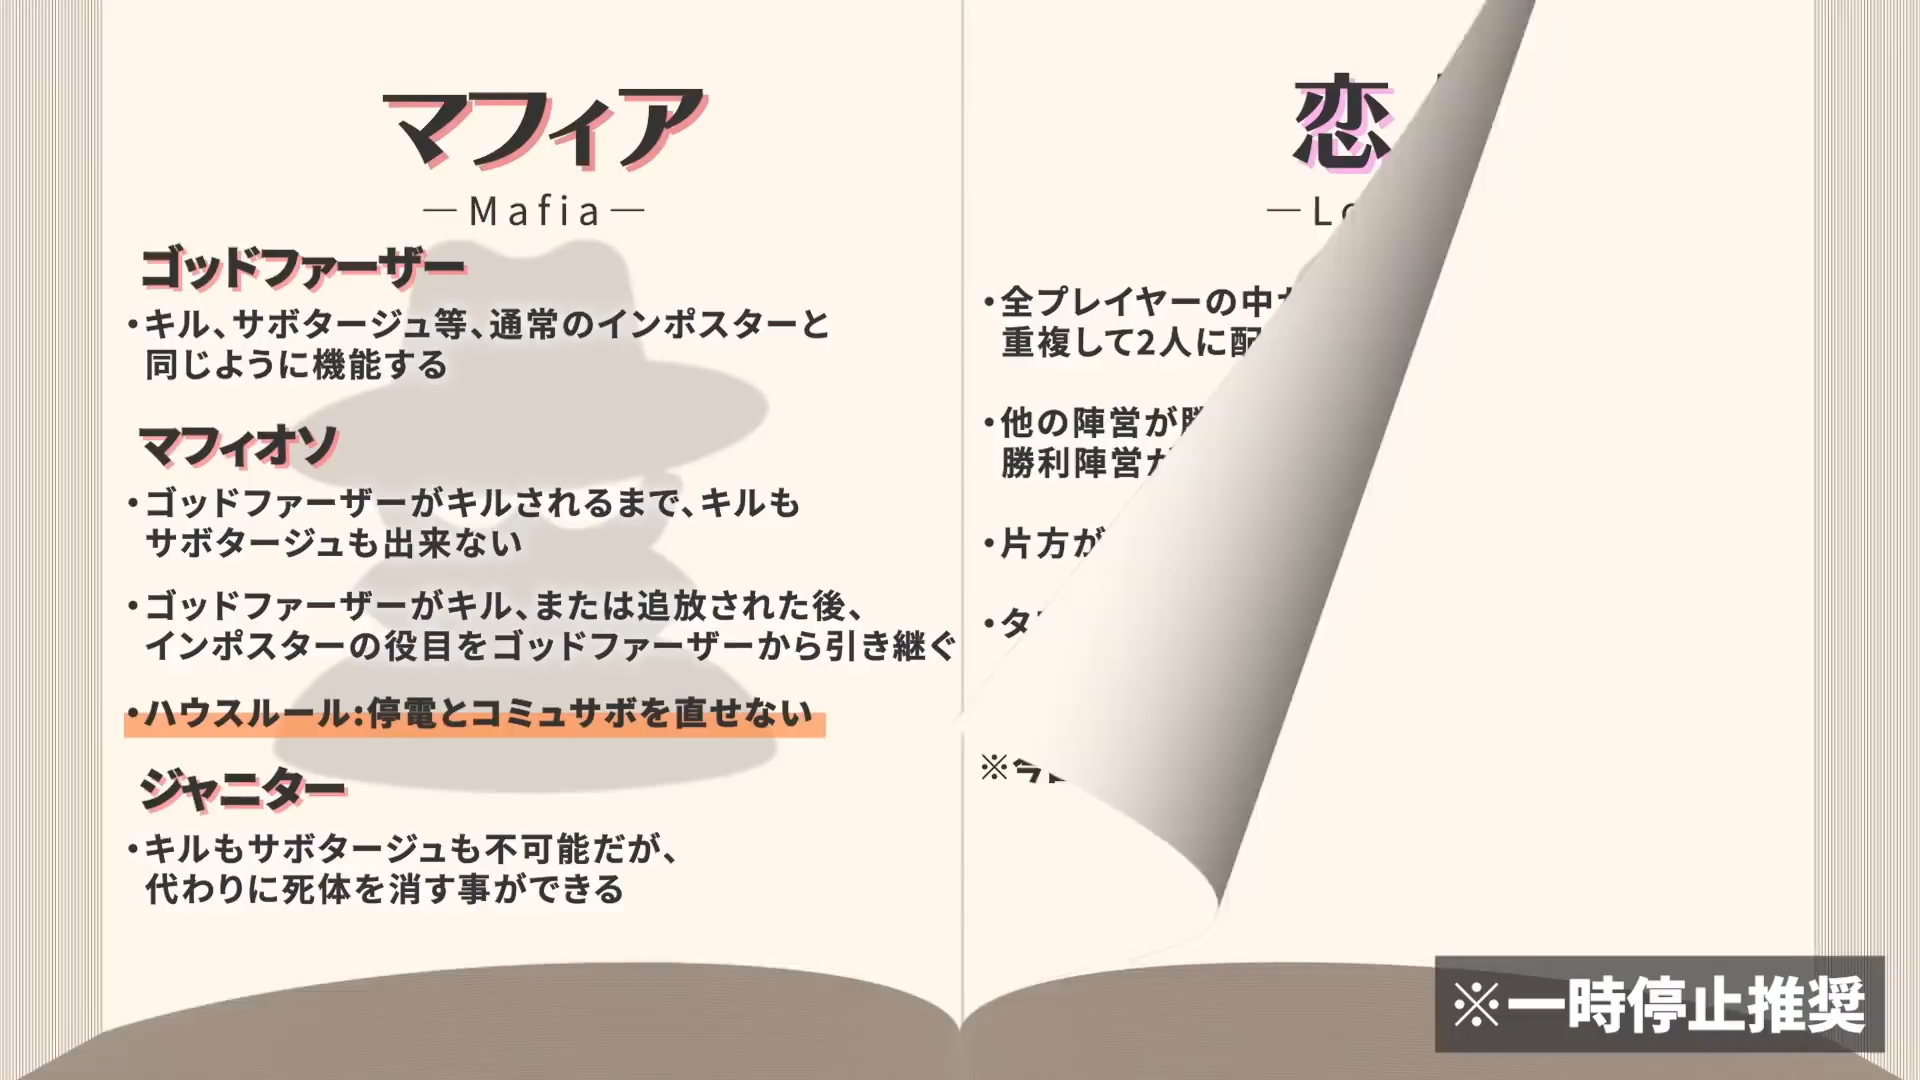 マフィア
―Mafia―
ゴッドファーザー
・キル、サボタージュ等、通常のインポスターと
同じように機能する
マフィオソ
・ゴッドファーザーがキルされるまで、キルも
サボタージュも出来ない
・ゴッドファーザーがキル、または追放された後、
インポスターの役目をゴッドファーザーから引き継ぐ
・ハウスルール:停電とコミュサボを直せない
ジャニター
・キルもサボタージュも不可能だが、
代わりに死体を消す事ができる
恋
―Lo
・全プレイヤーの中
重複して2人に配
・他の陣営が
勝利陣営
・片方が
・タ
※今
※一時停止推奨